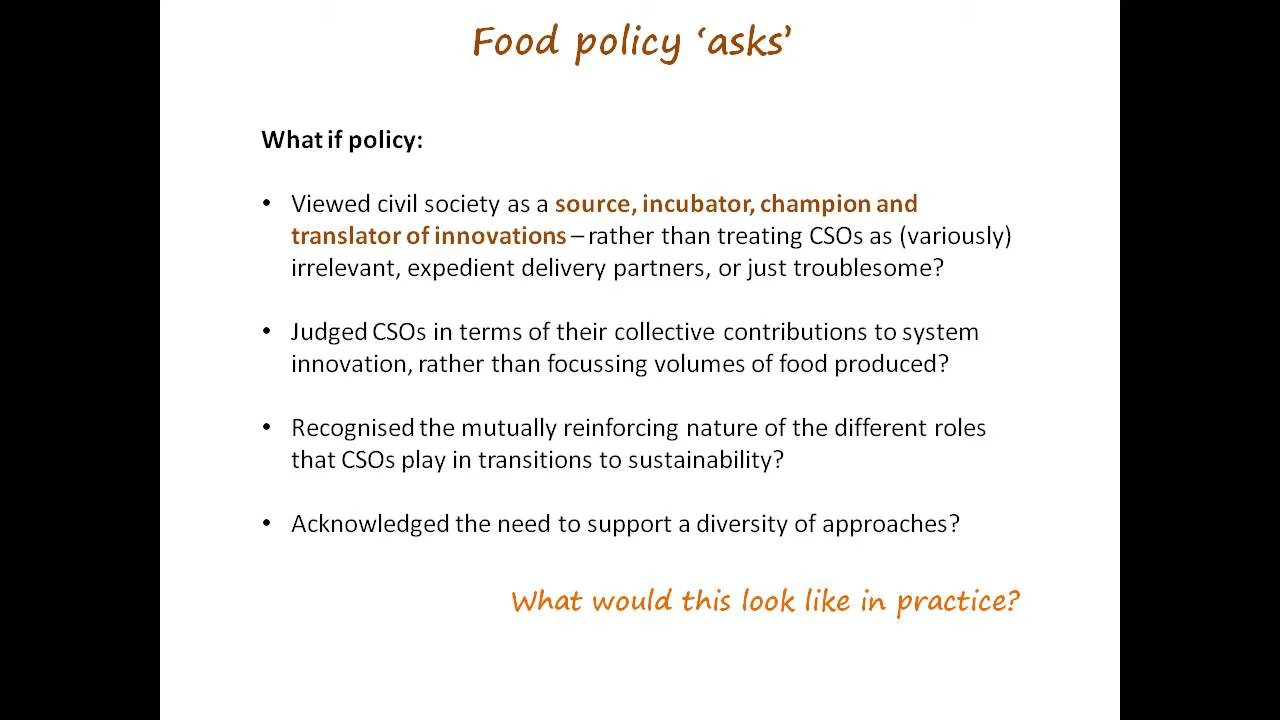 Food policy ‘asks’
What if policy:
• Viewed civil society as a source, incubator, champion and
translator of innovations – rather than treating CSOs as (variously)
irrelevant, expedient delivery partners, or just troublesome?
• Judged CSOs in terms of their collective contributions to system
innovation, rather than focussing volumes of food produced?
• Recognised the mutually reinforcing nature of the different roles
that CSOs play in transitions to sustainability?
• Acknowledged the need to support a diversity of approaches?
What would this look like in practice?